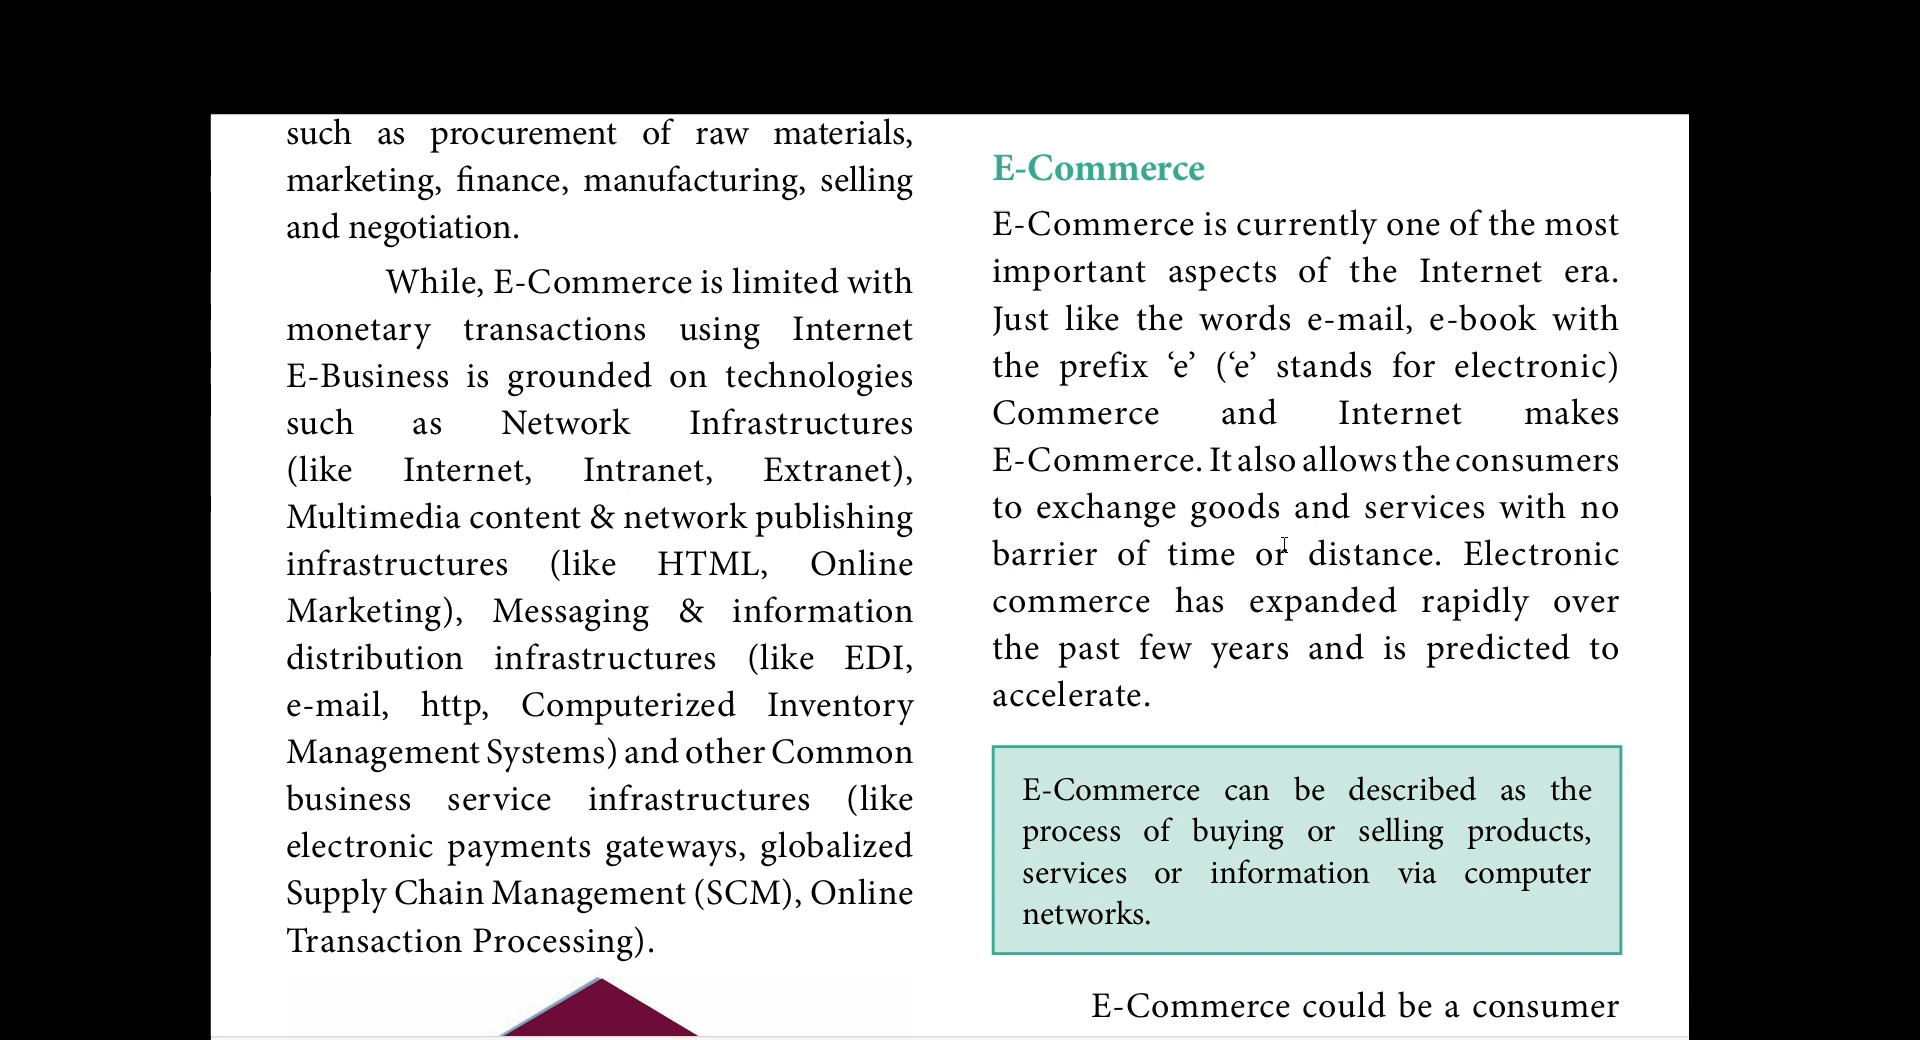 such as procurement of raw materials,
marketing, finance, manufacturing, selling
and negotiation.
While, E-Commerce is limited with
monetary transactions using Internet
E-Business is grounded on technologies
such as Network Infrastructures
(like Internet, Intranet, Extranet),
Multimedia content & network publishing
infrastructures (like HTML, Online
Marketing), Messaging & information
distribution infrastructures (like EDI,
e-mail, http, Computerized Inventory
Management Systems) and other Common
business service infrastructures (like
electronic payments gateways, globalized
Supply Chain Management (SCM), Online
Transaction Processing).
E-Commerce
E-Commerce is currently one of the most
important aspects of the Internet era.
Just like the words e-mail, e-book with
the prefix ‘e’ (‘e’ stands for electronic)
Commerce and Internet makes
E-Commerce. It also allows the consumers
to exchange goods and services with no
barrier of time or distance. Electronic
commerce has expanded rapidly over
the past few years and is predicted to
accelerate.
E-Commerce can be described as the
process of buying or selling products,
services or information via computer
networks.
E-Commerce could be a consumer